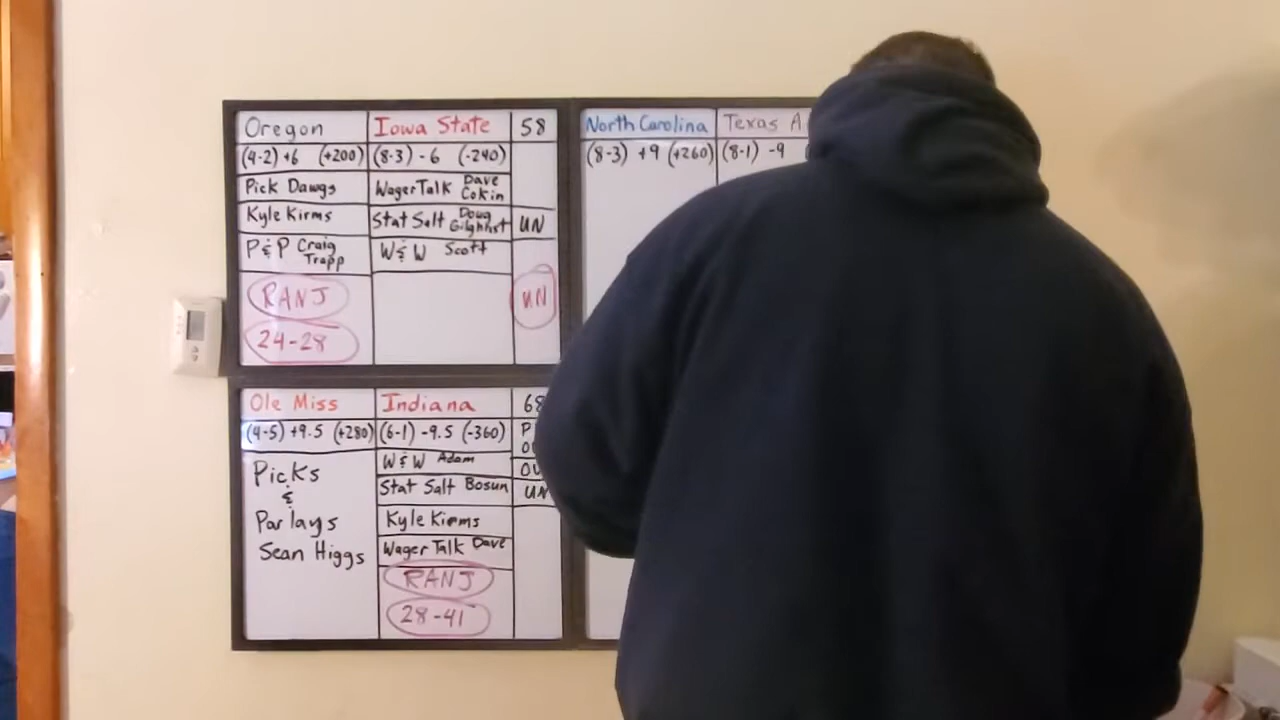 Oregon
Iowa State
58
(4-2) +6 (+200)
(8-3) -6 (-240)
Pick Dawgs
WagerTalk Dave Cokin
Kyle Kirms
Stat Salt Doug
UN
P & P Craig Trapp
W & W Scott
RANJ
UN
24-28
North Carolina
Texas A
(8-3) +9 (+260)
(8-1) -9
Ole Miss
Indiana
68
(4-5) +9.5 (+280)
(6-1) -9.5 (-360)
Picks
&
Parlays
Sean Higgs
W & W Adam
Stat Salt Bosun
UN
Kyle Kirms
Wager Talk Dave
RANJ
28-41